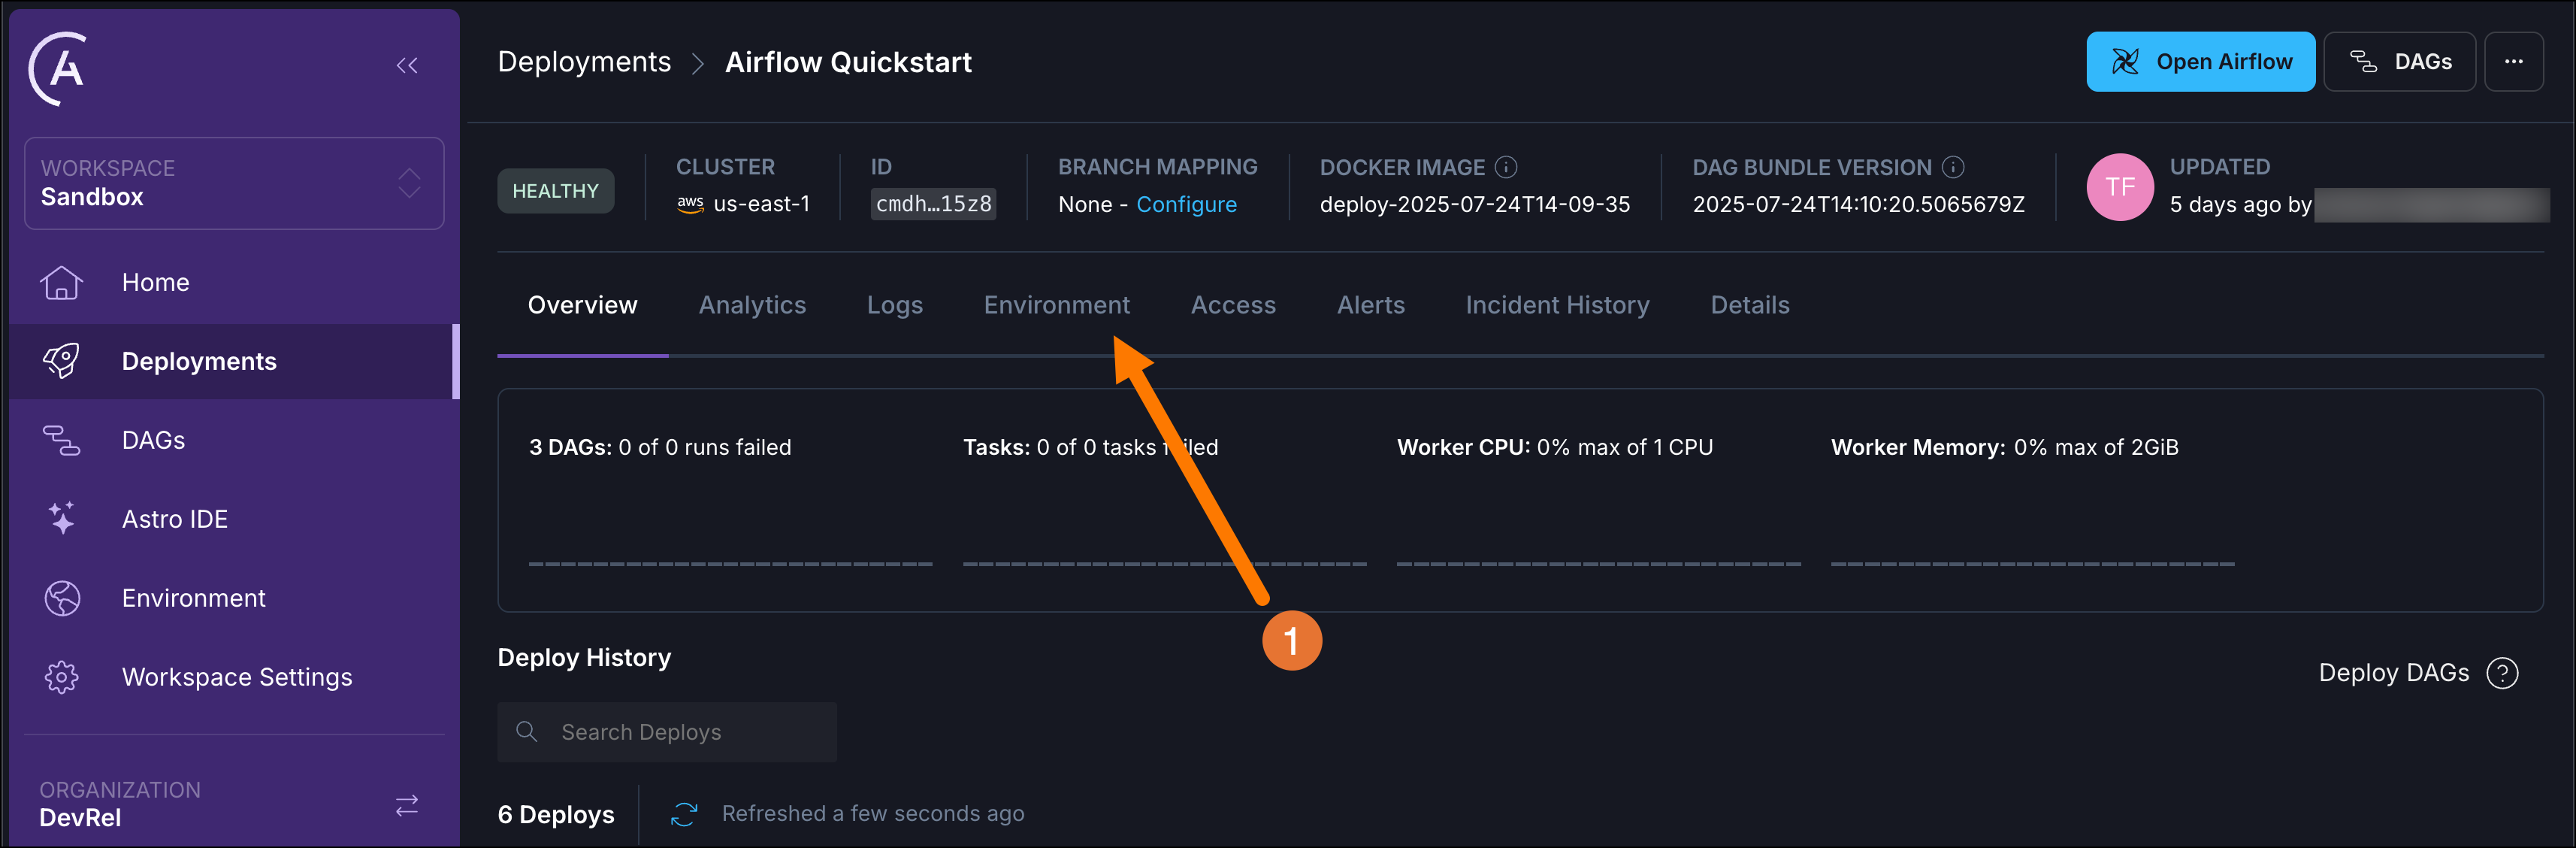 Deployments > Airflow Quickstart
Open Airflow
DAGs
...
WORKSPACE
Sandbox
Home
Deployments
DAGs
Astro IDE
Environment
Workspace Settings
ORGANIZATION
DevRel
HEALTHY
CLUSTER
aws us-east-1
ID
cmdh...15z8
BRANCH MAPPING
None - Configure
DOCKER IMAGE
deploy-2025-07-24T14-09-35
DAG BUNDLE VERSION
2025-07-24T14:10:20.5065679Z
TF
UPDATED
5 days ago by
Overview Analytics Logs Environment Access Alerts Incident History Details
3 DAGs: 0 of 0 runs failed
Tasks: 0 of 0 tasks failed
Worker CPU: 0% max of 1 CPU
Worker Memory: 0% max of 2GiB
1
Deploy History
Deploy DAGs ?
Search Deploys
6 Deploys
Refreshed a few seconds ago